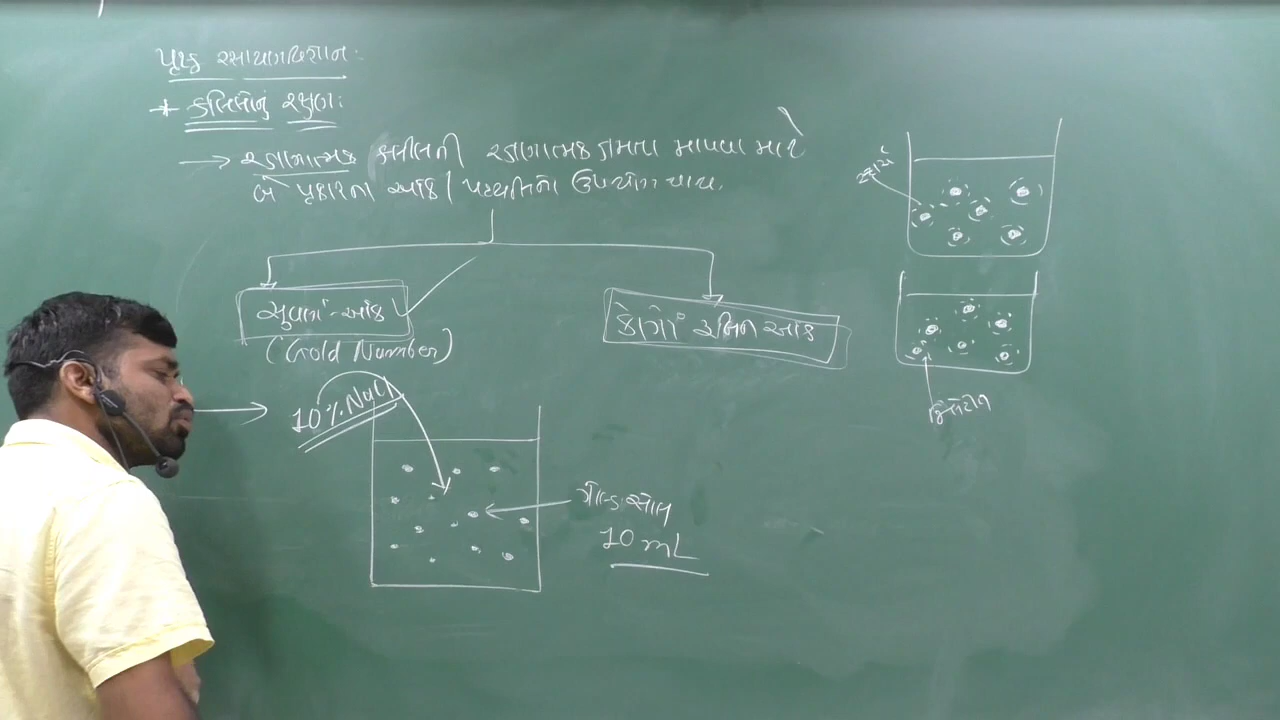 પૃષ્ઠ રસાયણવિજ્ઞાન:
* કલિલોનું રક્ષણ:
→ રક્ષણાત્મક કલીલની રક્ષણાત્મક ક્ષમતા માપવા માટે
બે પ્રકારના આંક / પધ્ધતિનો ઉપયોગ થાય.
સુવર્ણ-આંક
(Gold Number)
કોંગો રૂબિન આંક
10% NaCl
ગોલ્ડ સોલ
10 mL
સ્ટાર્ચ
જિલેટીન